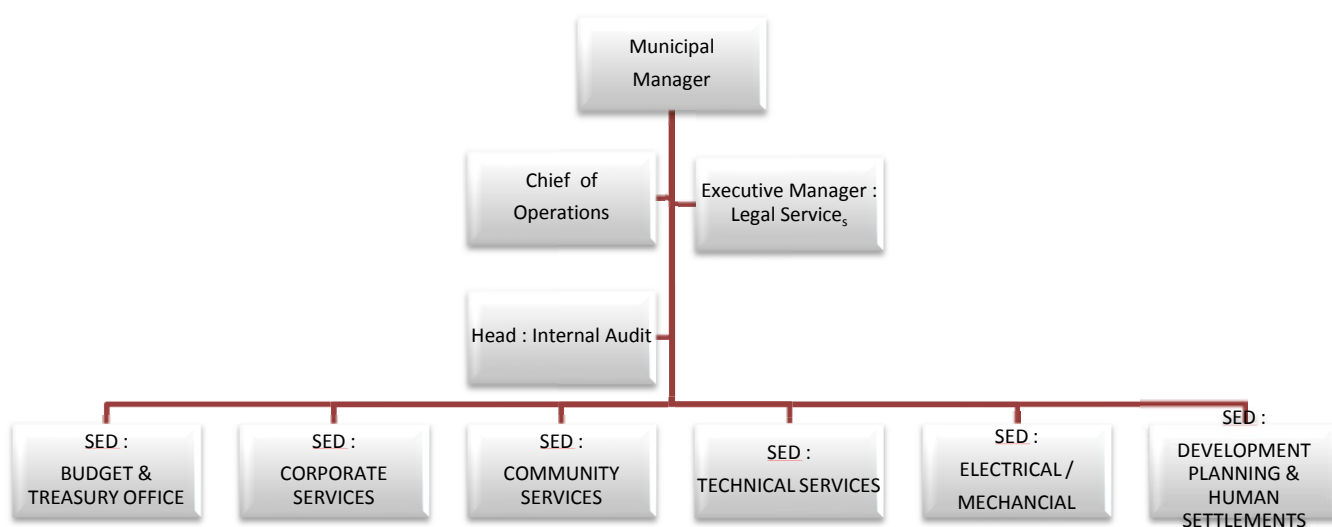 Municipal
Manager
Chief of
Operations
Executive Manager :
Legal Services
Head : Internal Audit
SED :
BUDGET &
TREASURY OFFICE
SED :
CORPORATE
SERVICES
SED :
COMMUNITY
SERVICES
SED :
TECHNICAL SERVICES
SED :
ELECTRICAL /
MECHANCIAL
SED :
DEVELOPMENT
PLANNING &
HUMAN
SETTLEMENTS